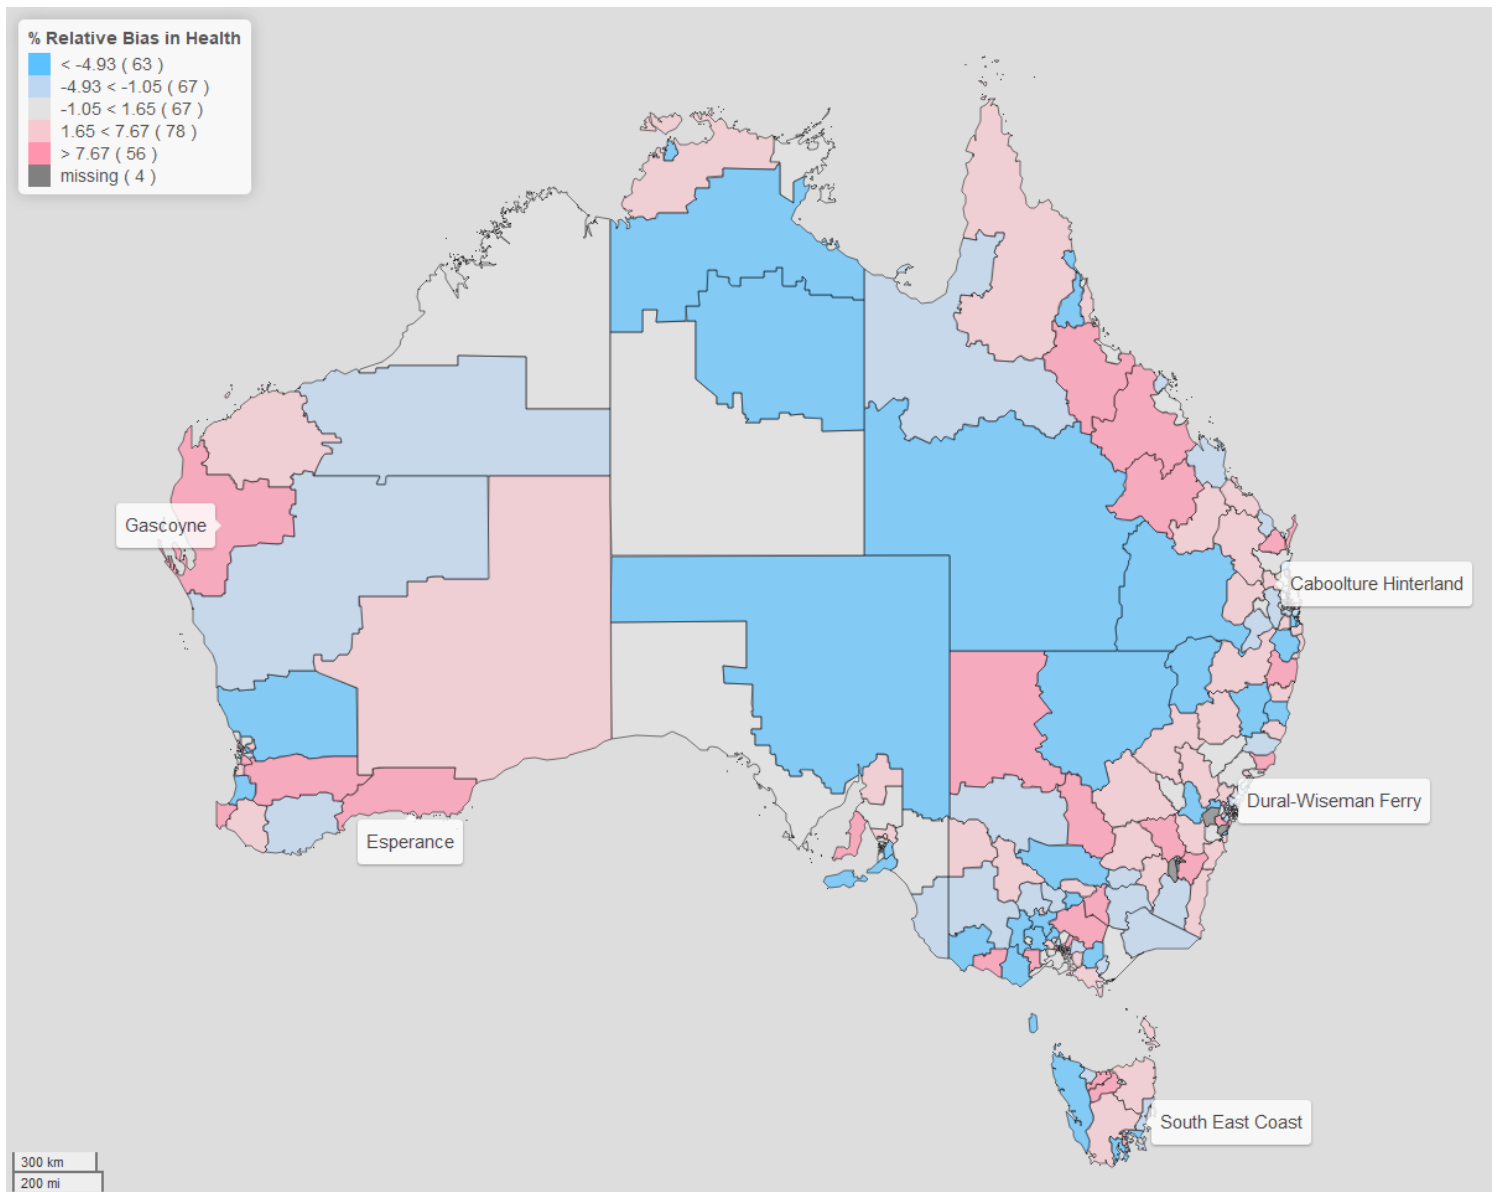 % Relative Bias in Health
< -4.93 ( 63 )
-4.93 < -1.05 ( 67 )
-1.05 < 1.65 ( 67 )
1.65 < 7.67 ( 78 )
> 7.67 ( 56 )
missing ( 4 )
Gascoyne
Caboolture Hinterland
Dural-Wiseman Ferry
Esperance
South East Coast
300 km
200 mi